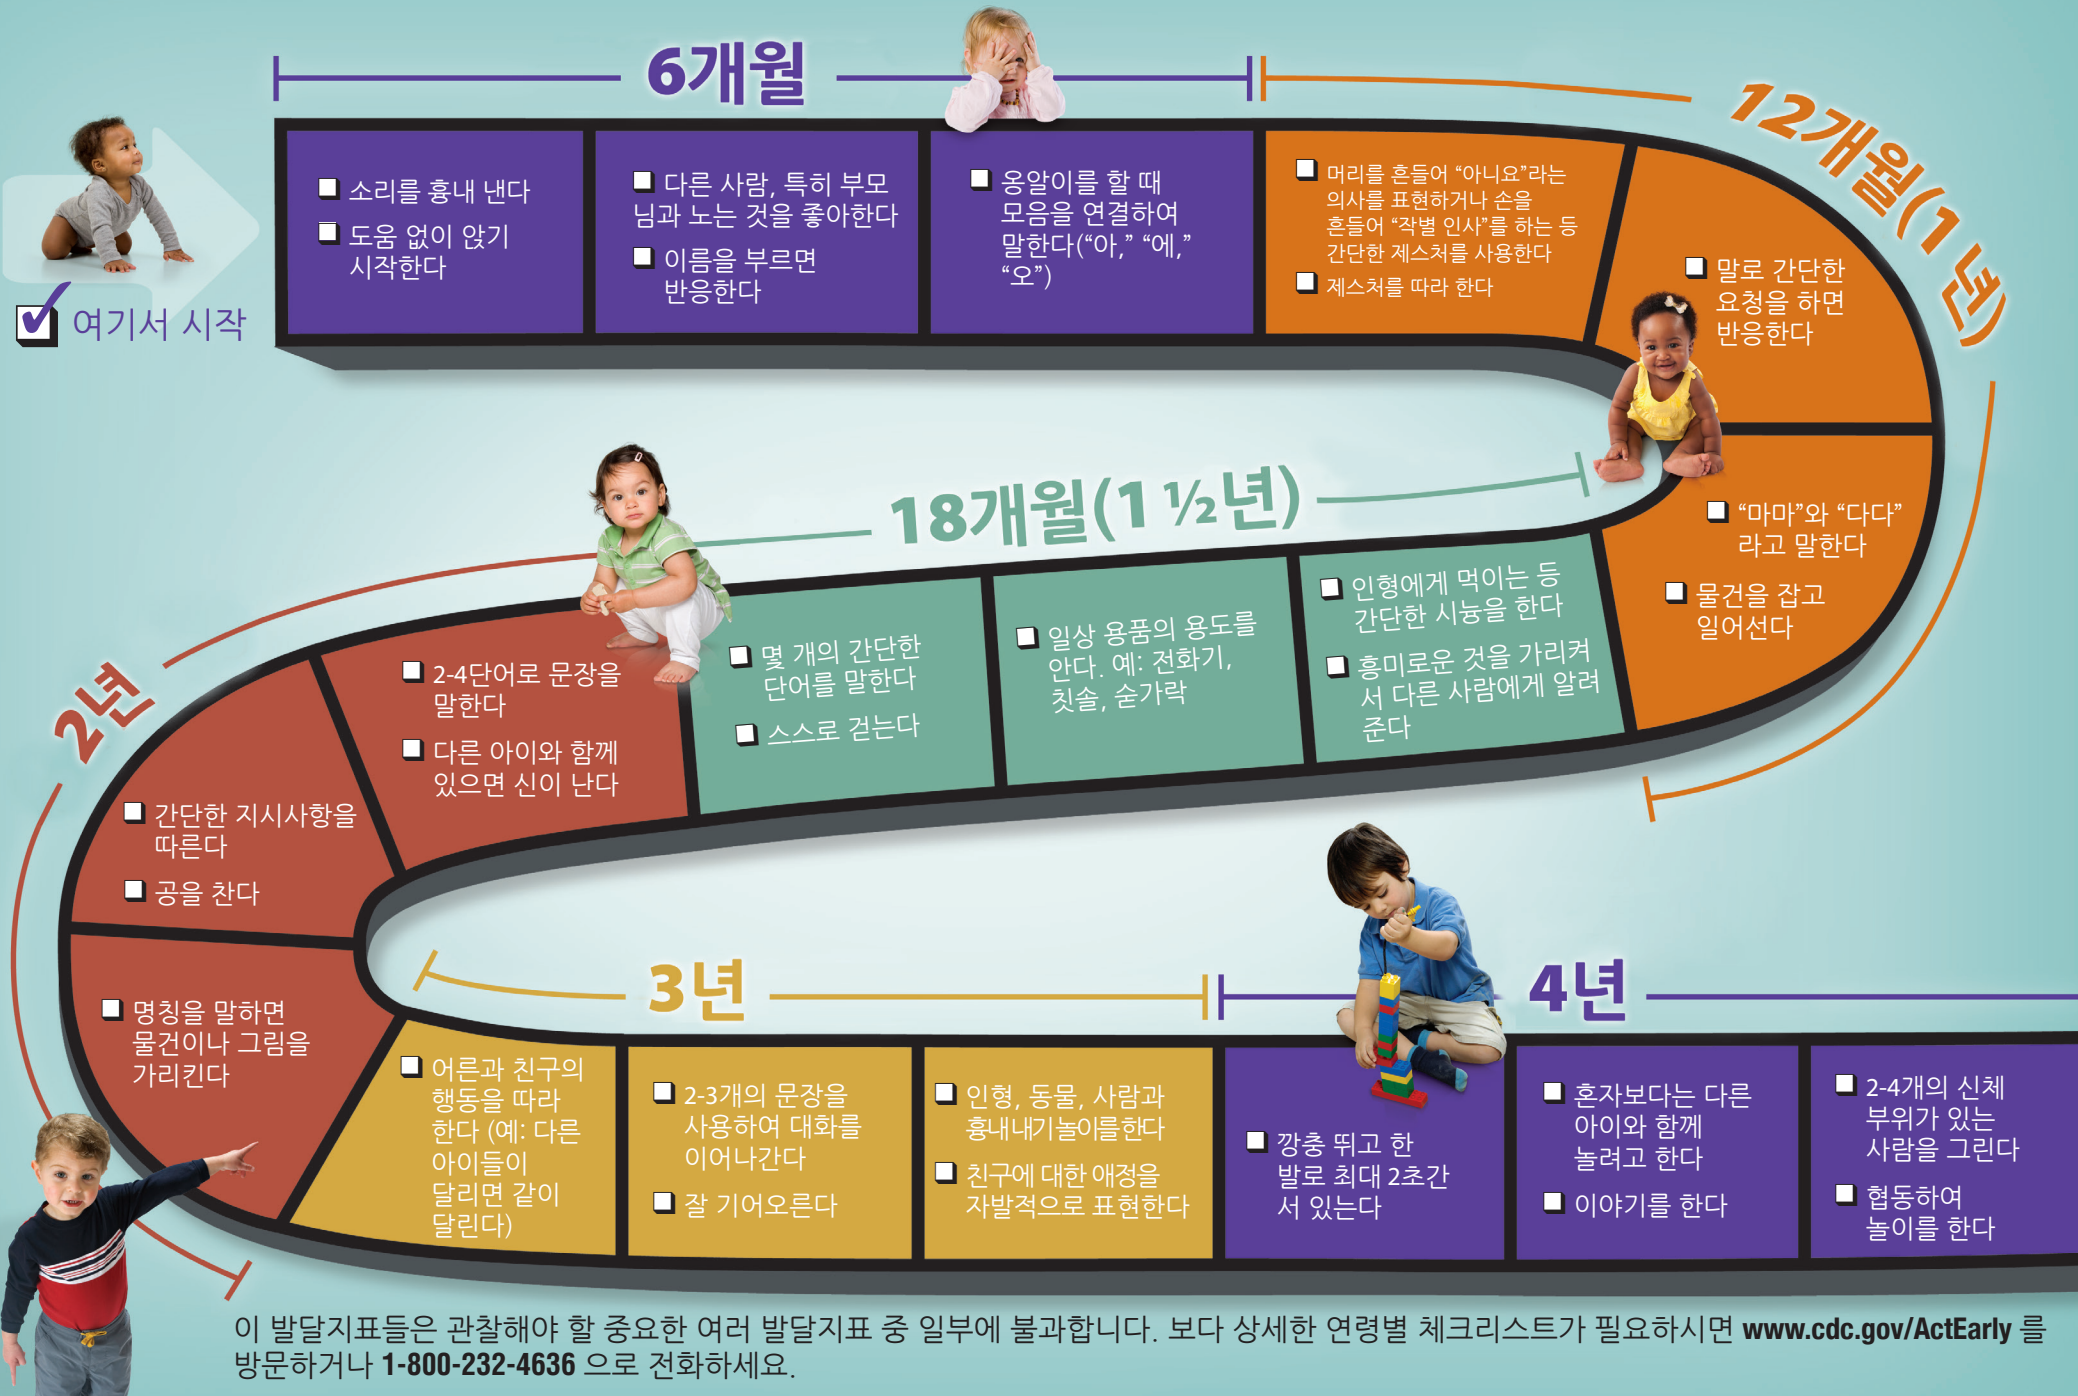 6개월
12개월(1 년)
여기서 시작
소리를 흉내 낸다
도움 없이 앉기
시작한다
다른 사람, 특히 부모
님과 노는 것을 좋아한다
이름을 부르면
반응한다
옹알이를 할 때
모음을 연결하여
말한다(“아,” “에,”
“오”)
머리를 흔들어 “아니요”라는
의사를 표현하거나 손을
흔들어 “작별 인사”를 하는 등
간단한 제스처를 사용한다
제스처를 따라 한다
말로 간단한
요청을 하면
반응한다
“마마”와 “다다”
라고 말한다
물건을 잡고
일어선다
18개월(1 ½년)
인형에게 먹이는 등
간단한 시늉을 한다
흥미로운 것을 가리켜
서 다른 사람에게 알려
준다
일상 용품의 용도를
안다. 예: 전화기,
칫솔, 숟가락
몇 개의 간단한
단어를 말한다
스스로 걷는다
2년
2-4단어로 문장을
말한다
다른 아이와 함께
있으면 신이 난다
간단한 지시사항을
따른다
공을 찬다
명칭을 말하면
물건이나 그림을
가리킨다
3년
어른과 친구의
행동을 따라
한다 (예: 다른
아이들이
달리면 같이
달린다)
2-3개의 문장을
사용하여 대화를
이어나간다
잘 기어오른다
인형, 동물, 사람과
흉내내기 놀이를 한다
친구에 대한 애정을
자발적으로 표현한다
4년
깡충 뛰고 한
발로 최대 2초간
서 있는다
혼자보다는 다른
아이와 함께
놀려고 한다
이야기를 한다
2-4개의 신체
부위가 있는
사람을 그린다
협동하여
놀이를 한다
이 발달지표들은 관찰해야 할 중요한 여러 발달지표 중 일부에 불과합니다. 보다 상세한 연령별 체크리스트가 필요하시면 www.cdc.gov/ActEarly 를
방문하거나 1-800-232-4636 으로 전화하세요.